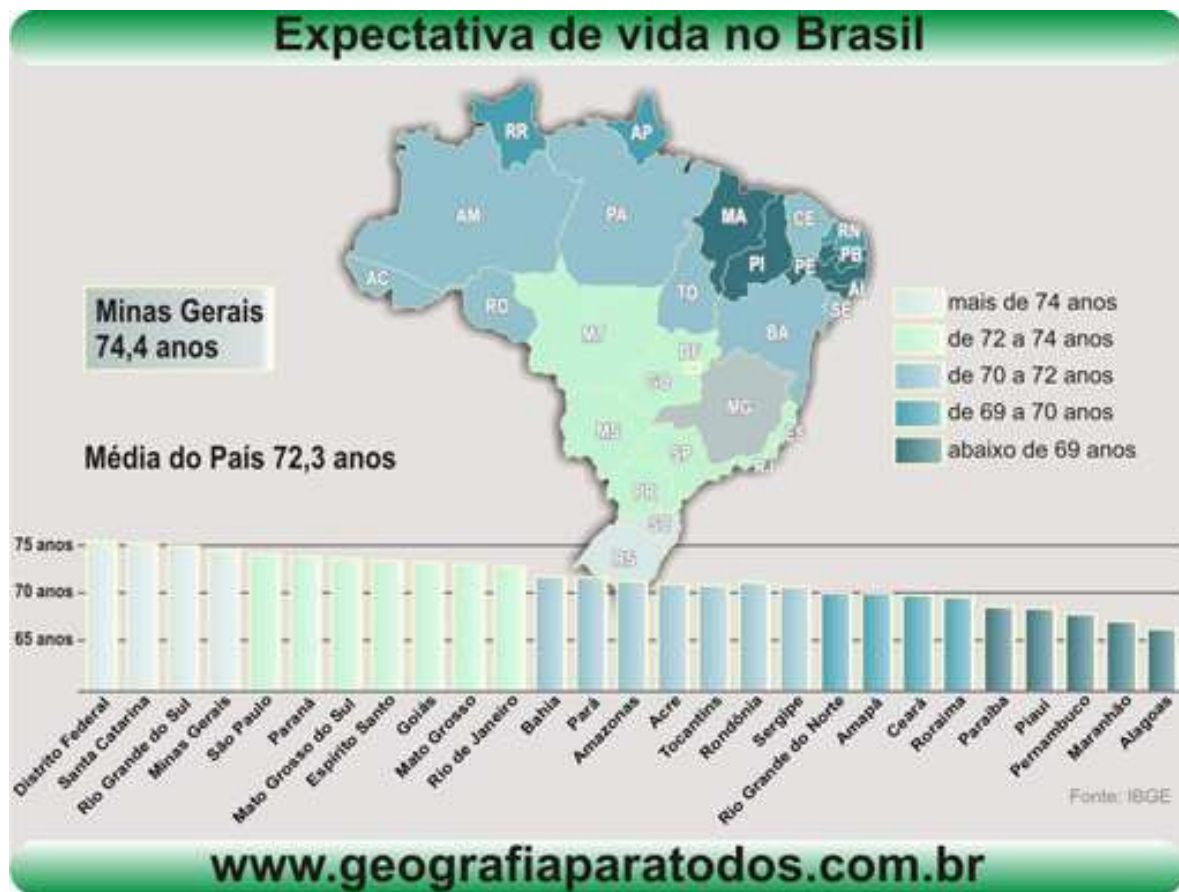 Expectativa de vida no Brasil
RR
AP
AM
PA
MA
CE
RN
PB
PI
PE
AC
AL
TO
SE
RO
BA
MT
DF
GO
MG
MS
ES
SP
RJ
PR
SC
RS
Minas Gerais
74,4 anos
Média do País 72,3 anos
mais de 74 anos
de 72 a 74 anos
de 70 a 72 anos
de 69 a 70 anos
abaixo de 69 anos
75 anos
70 anos
65 anos
Distrito Federal
Santa Catarina
Rio Grande do Sul
Minas Gerais
São Paulo
Paraná
Mato Grosso do Sul
Espírito Santo
Goiás
Mato Grosso
Rio de Janeiro
Bahia
Pará
Amazonas
Acre
Tocantins
Rondônia
Sergipe
Rio Grande do Norte
Amapá
Ceará
Roraima
Paraíba
Piaui
Pernambuco
Maranhão
Alagoas
Fonte: IBGE
www.geografiaparatodos.com.br